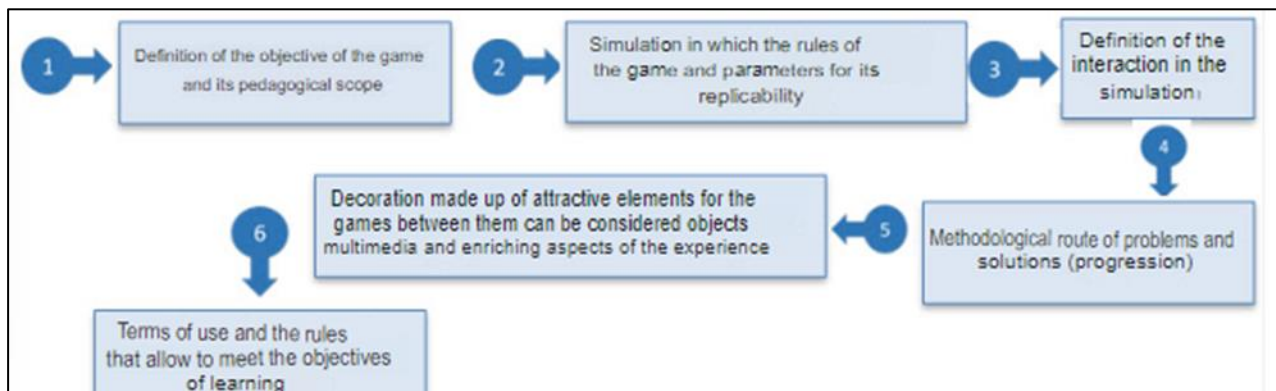 1
Definition of the objective of the game
and its pedagogical scope
2
Simulation in which the rules of
the game and parameters for its
replicability
3
Definition of the
interaction in the
simulation
4
Methodological route of problems and
solutions (progression)
5
Decoration made up of attractive elements for the
games between them can be considered objects
multimedia and enriching aspects of the experience
6
Terms of use and the rules
that allow to meet the objectives
of learning